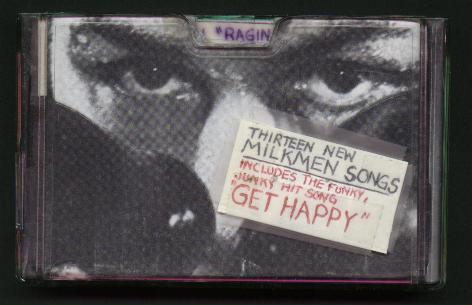 "RAGIN
THIRTEEN NEW
MILKMEN SONGS
INCLUDES THE FUNKY,
JUNKY HIT SONG
"GET HAPPY"